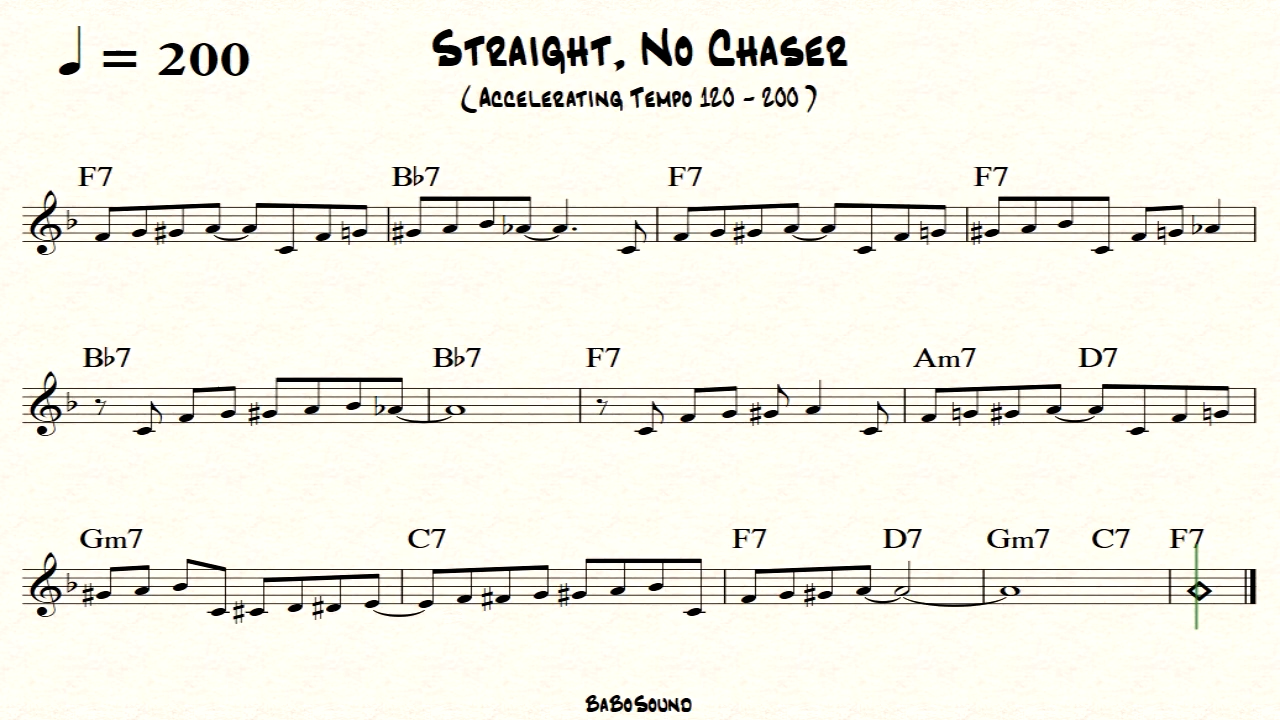 ♩ = 200
STRAIGHT, NO CHASER
( ACCELERATING TEMPO 120 - 200 )
F7 B♭7 F7 F7
B♭7 B♭7 F7 Am7 D7
Gm7 C7 F7 D7 Gm7 C7 F7
BABOSOUND